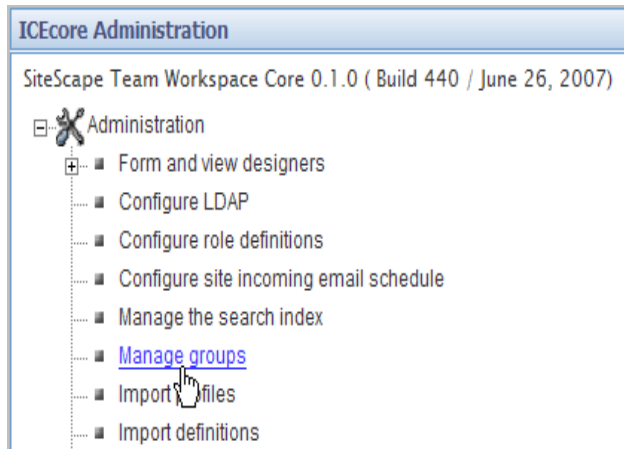 ICEcore Administration
SiteScape Team Workspace Core 0.1.0 ( Build 440 / June 26, 2007)
Administration
Form and view designers
Configure LDAP
Configure role definitions
Configure site incoming email schedule
Manage the search index
Manage groups
Import profiles
Import definitions